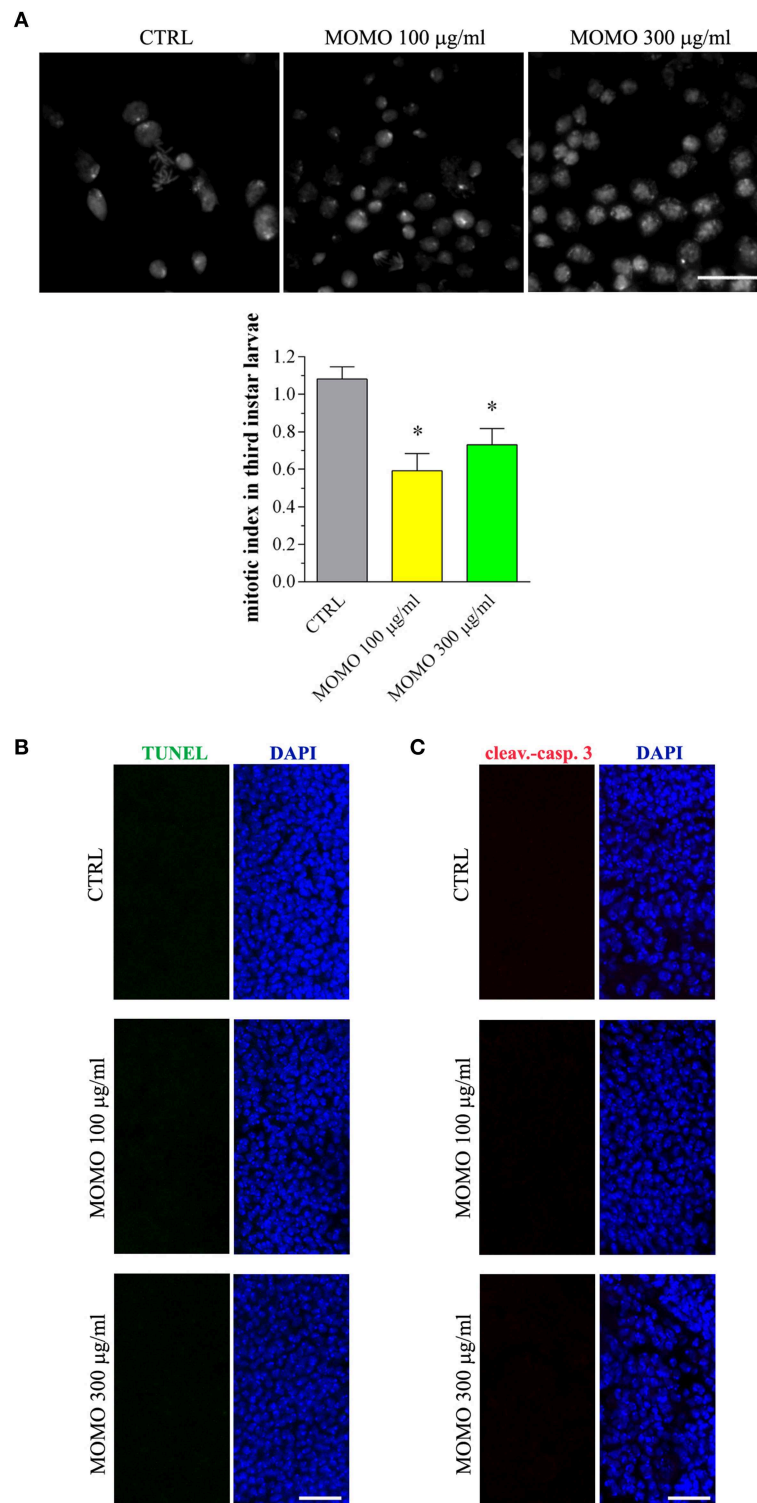 A
CTRL MOMO 100 μg/ml MOMO 300 μg/ml
mitotic index in third instar larvae
1.2
1.0
0.8
0.6
0.4
0.2
0.0
*
*
CTRL
MOMO 100 μg/ml
MOMO 300 μg/ml
B
TUNEL DAPI
CTRL
MOMO 100 μg/ml
MOMO 300 μg/ml
C
cleav.-casp. 3 DAPI
CTRL
MOMO 100 μg/ml
MOMO 300 μg/ml